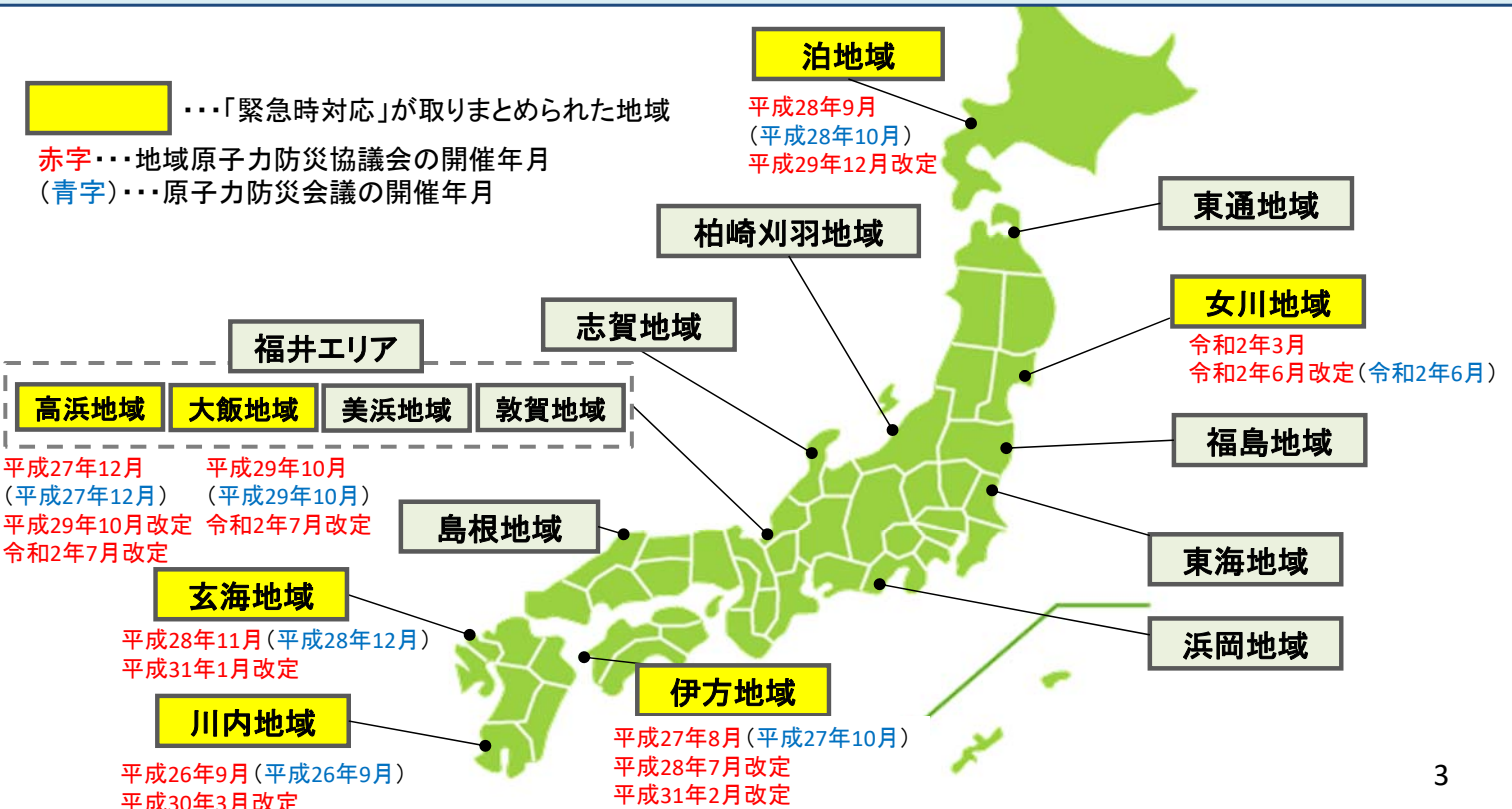 ・・・「緊急時対応」が取りまとめられた地域
赤字・・・地域原子力防災協議会の開催年月
（青字）・・・原子力防災会議の開催年月
泊地域
平成28年9月
（平成28年10月）
平成29年12月改定
東通地域
柏崎刈羽地域
女川地域
令和2年3月
令和2年6月改定（令和2年6月）
志賀地域
福井エリア
高浜地域 大飯地域 美浜地域 敦賀地域
平成27年12月 平成29年10月
（平成27年12月） （平成29年10月）
平成29年10月改定 令和2年7月改定
令和2年7月改定
福島地域
島根地域
東海地域
玄海地域
平成28年11月（平成28年12月）
平成31年1月改定
浜岡地域
伊方地域
平成27年8月（平成27年10月）
平成28年7月改定
平成31年2月改定
川内地域
平成26年9月（平成26年9月）
平成30年3月改定
3